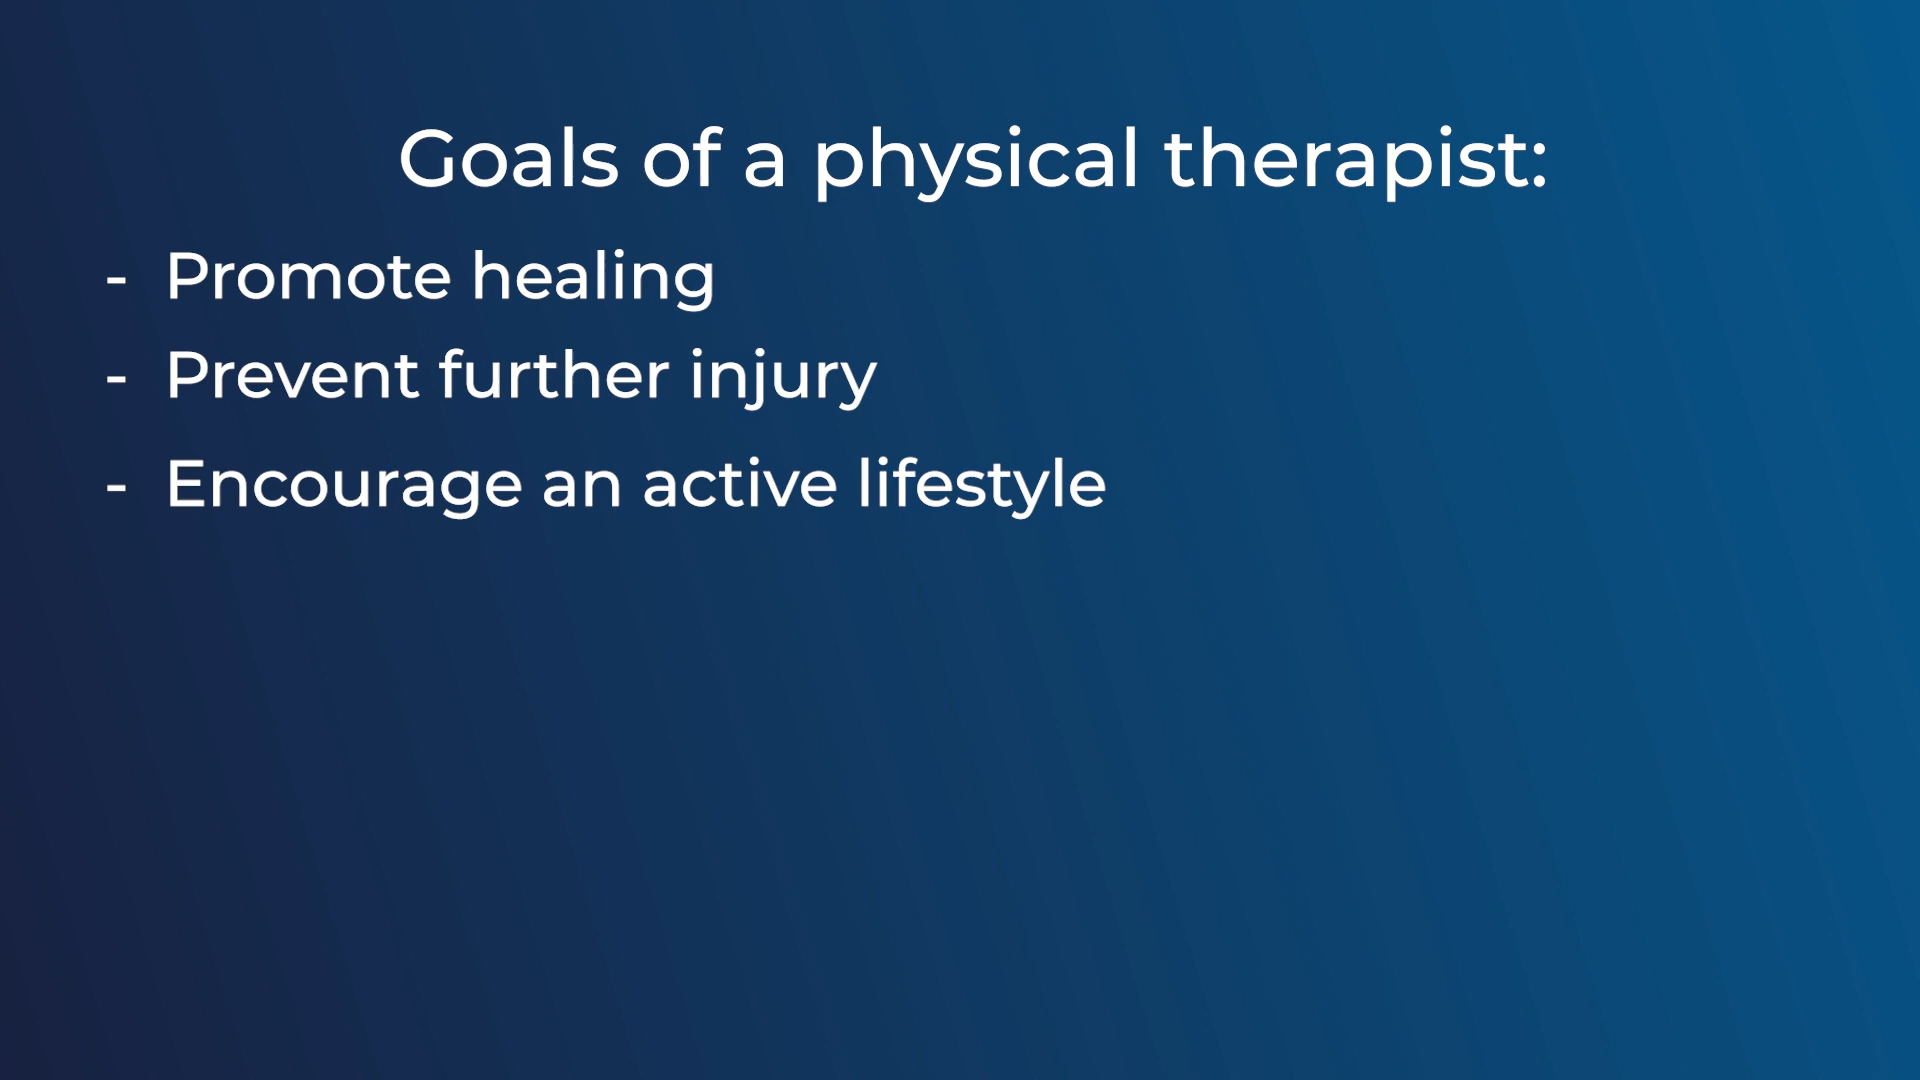 Goals of a physical therapist:
- Promote healing
- Prevent further injury
- Encourage an active lifestyle